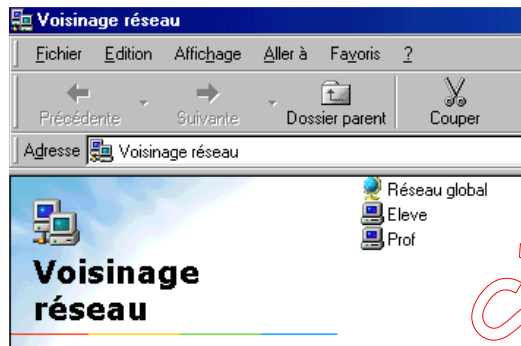 Voisinage réseau
Fichier Edition Affichage Aller à Favoris ?
Précédente Suivante Dossier parent Couper
Adresse Voisinage réseau
Réseau global
Eleve
Prof
Voisinage
réseau